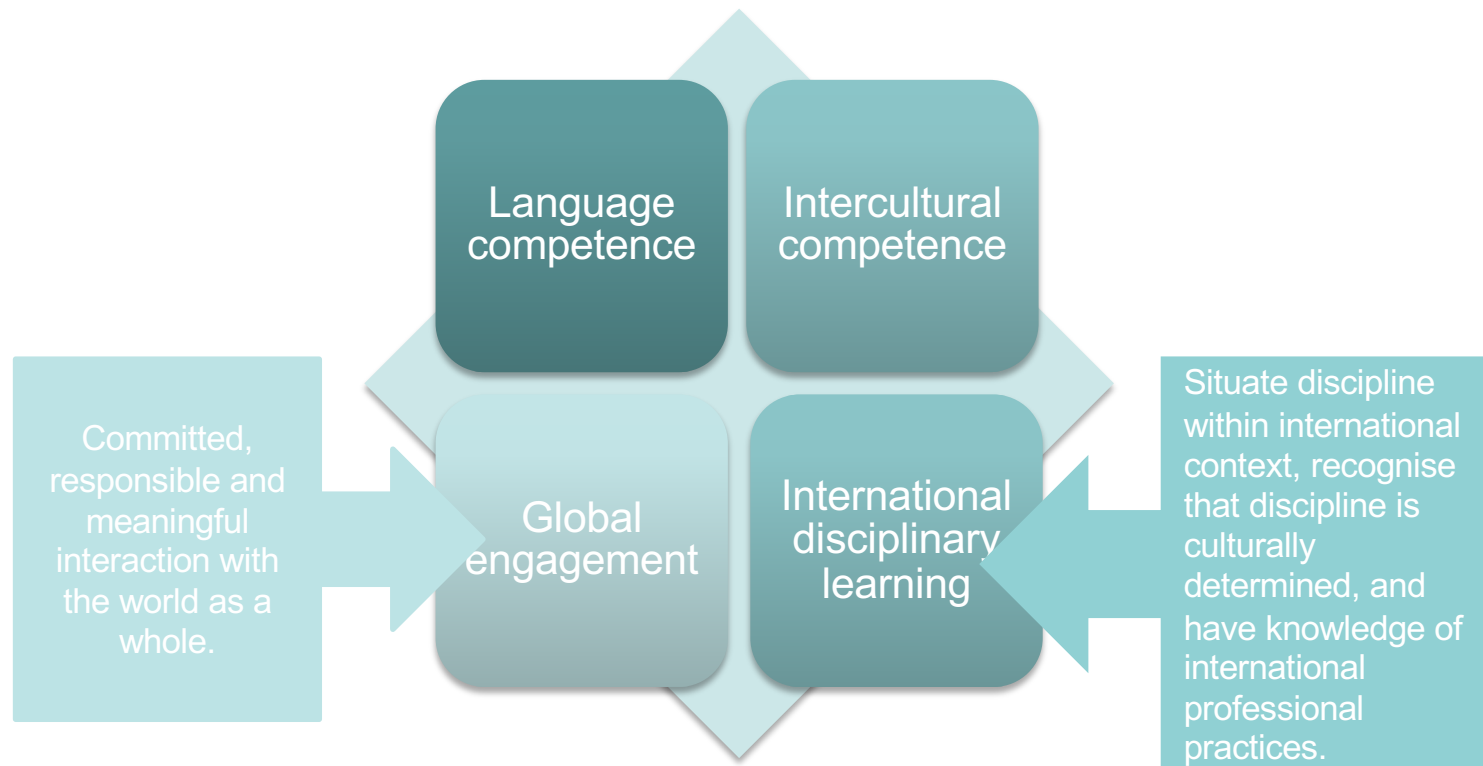 Language
competence
Intercultural
competence
Committed,
responsible and
meaningful
interaction with
the world as a
whole.
Global
engagement
International
disciplinary
learning
Situate discipline
within international
context, recognise
that discipline is
culturally
determined, and
have knowledge of
international
professional
practices.